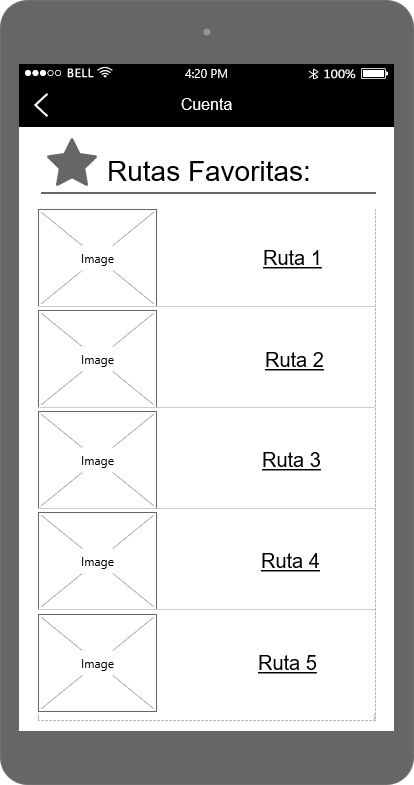 BELL 4:20 PM 100%
Cuenta
Rutas Favoritas:
Image Ruta 1
Image Ruta 2
Image Ruta 3
Image Ruta 4
Image Ruta 5